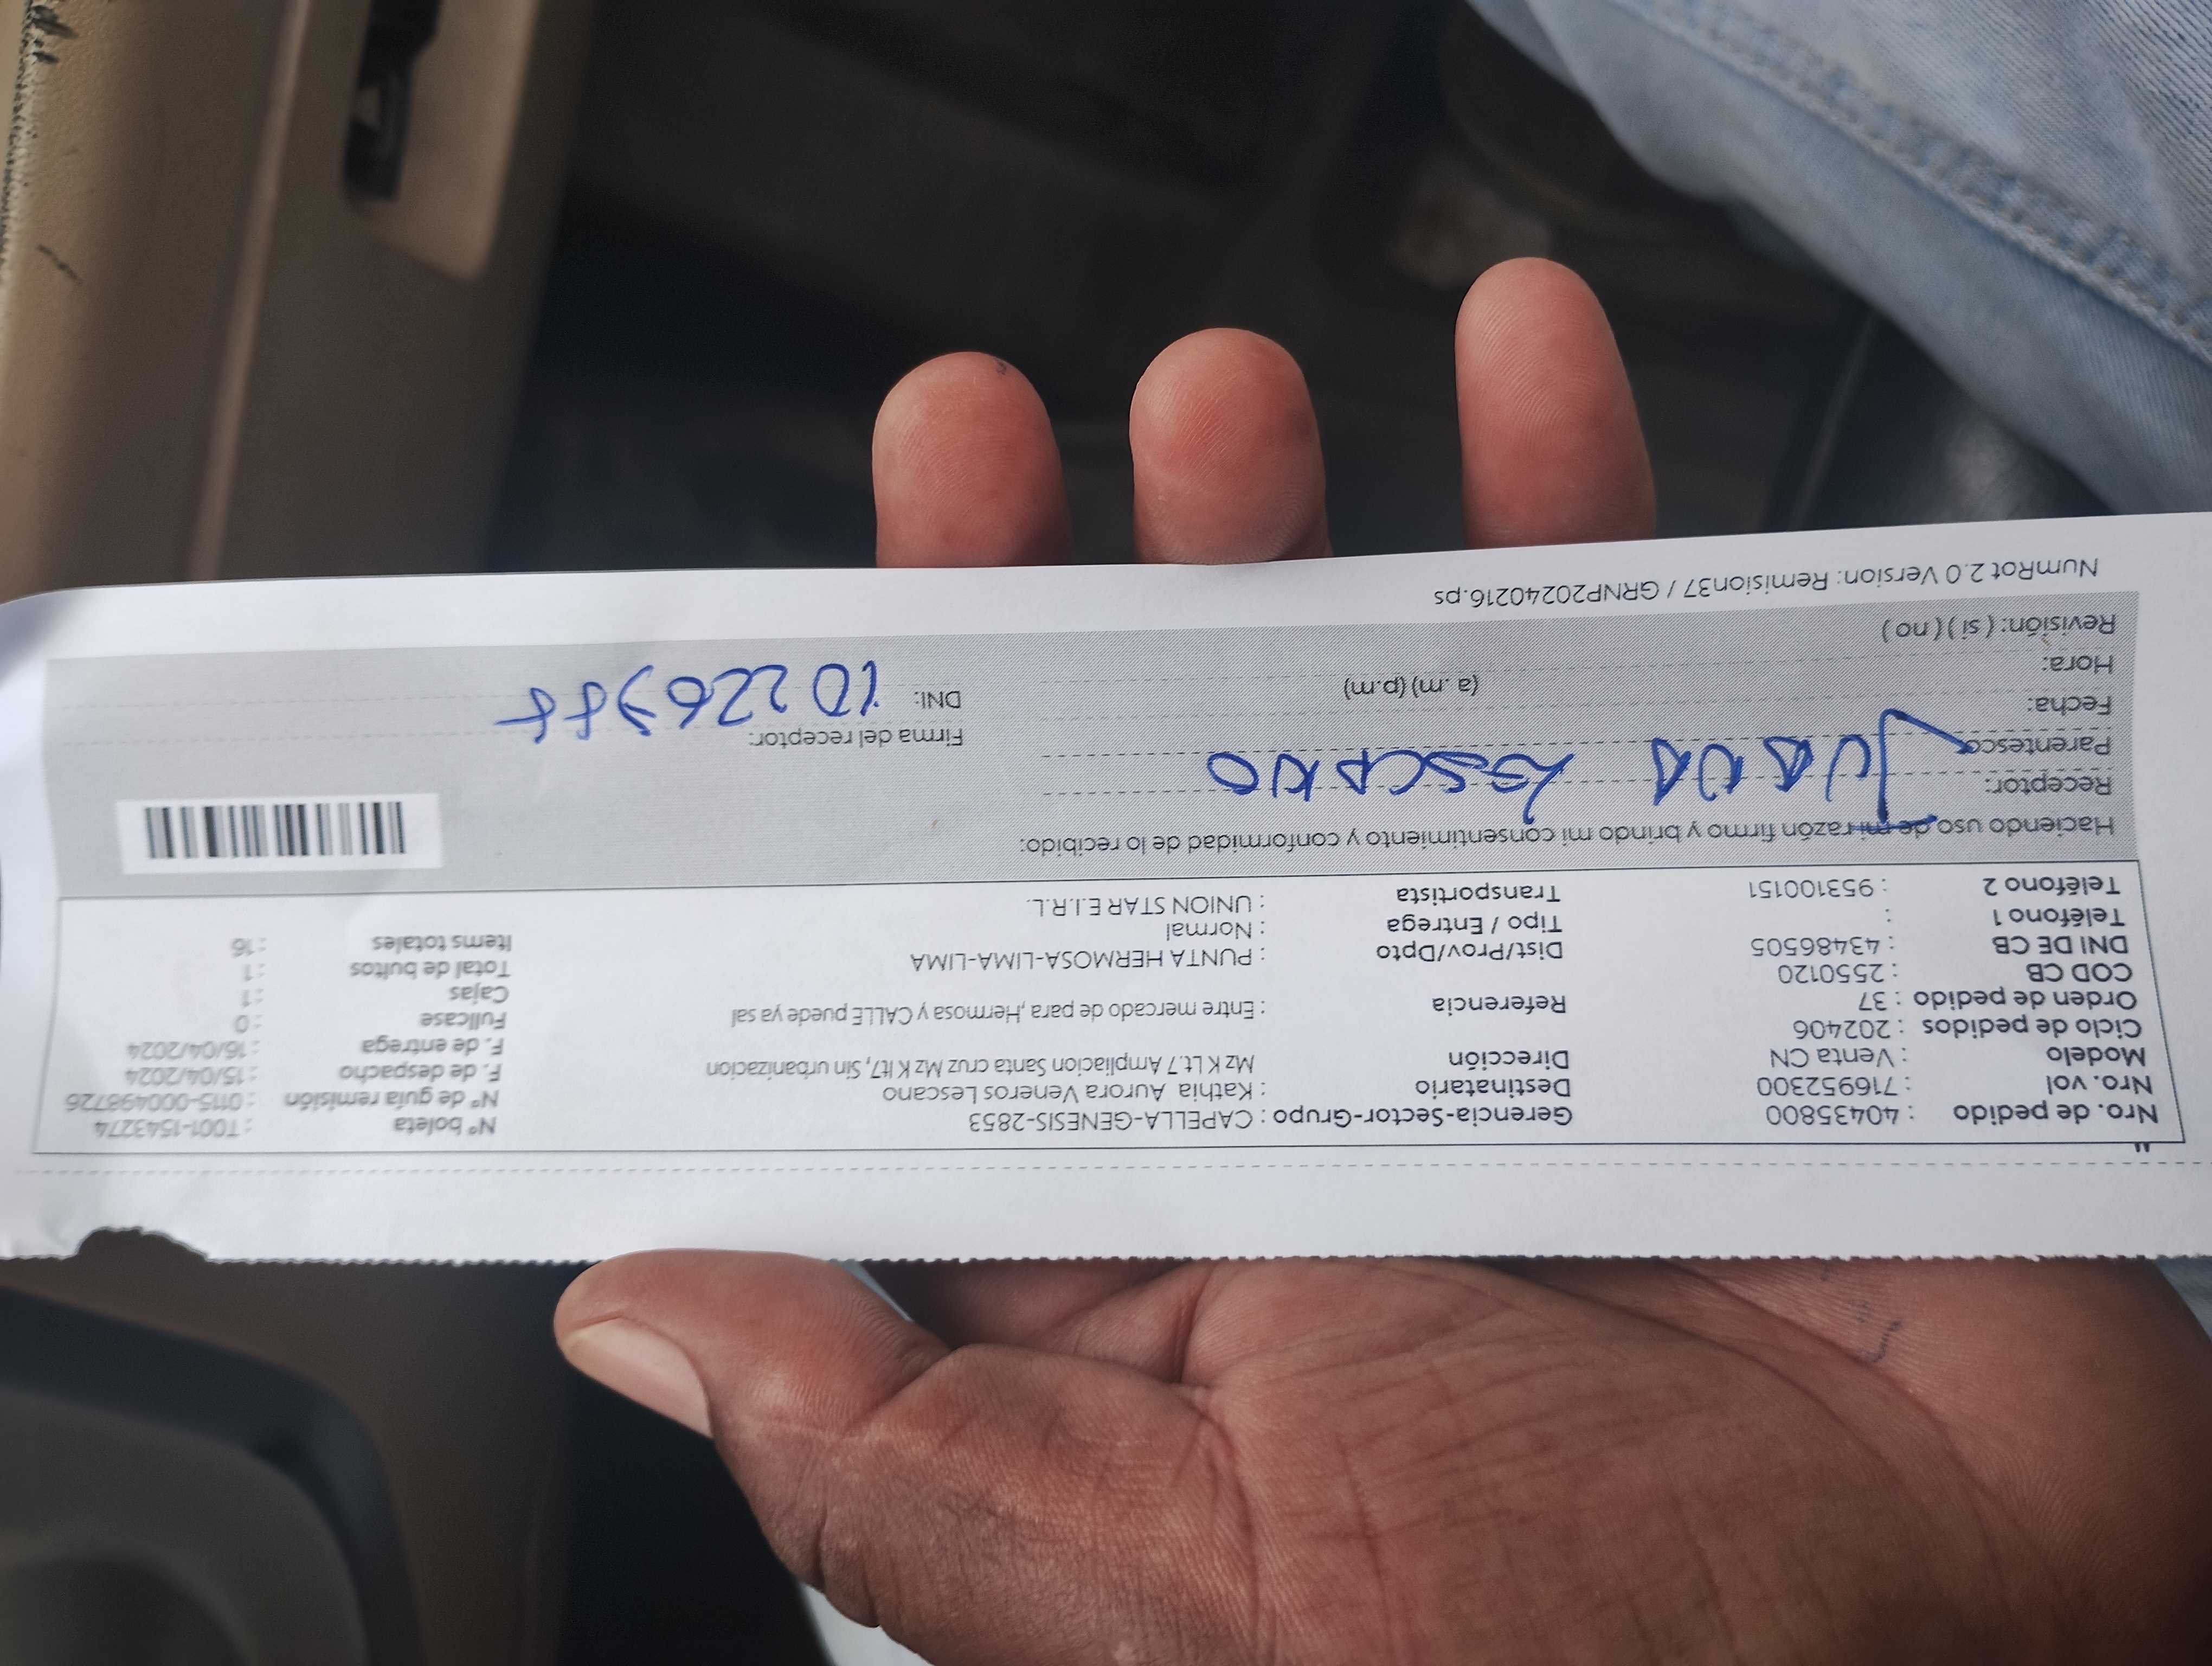 Nro. de pedido : 40435800 Gerencia-Sector-Grupo : CAPELLA-GENESIS-2853 N° boleta : T001-1543274
Nro. vol : 716952300 Destinatario : Kathia Aurora Veneros Lescano N° de guía remisión : 0115-000498726
Modelo : Venta CN Dirección Mz K Lt. 7 Ampliacion Santa cruz Mz K lt7, Sin urbanizacion F. de despacho : 15/04/2024
Ciclo de pedidos : 202406 F. de entrega : 16/04/2024
Orden de pedido : 37 Referencia : Entre mercado de para ,Hermosa y CALLE puede ya sal Fullcase : 0
COD CB : 2550120 Cajas : 1
DNI DE CB : 43486505 Dist/Prov/Dpto : PUNTA HERMOSA-LIMA-LIMA Total de bultos : 1
Teléfono 1 : Tipo / Entrega : Normal Items totales : 16
Teléfono 2 : 953100151 Transportista : UNION STAR E.I.R.L.
Haciendo uso de mi razón firmo y brindo mi consentimiento y conformidad de lo recibido:
Receptor: Juana Lescano
Parentesco
Firma del receptor:
Fecha:
DNI:
Hora: (a. m) (p.m)
Revisión: ( si ) ( no )
NumRot 2.0 Version: Remision37 / GRNP20240216.ps